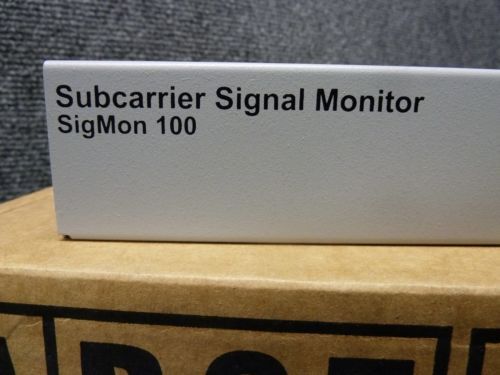 Subcarrier Signal Monitor
SigMon 100